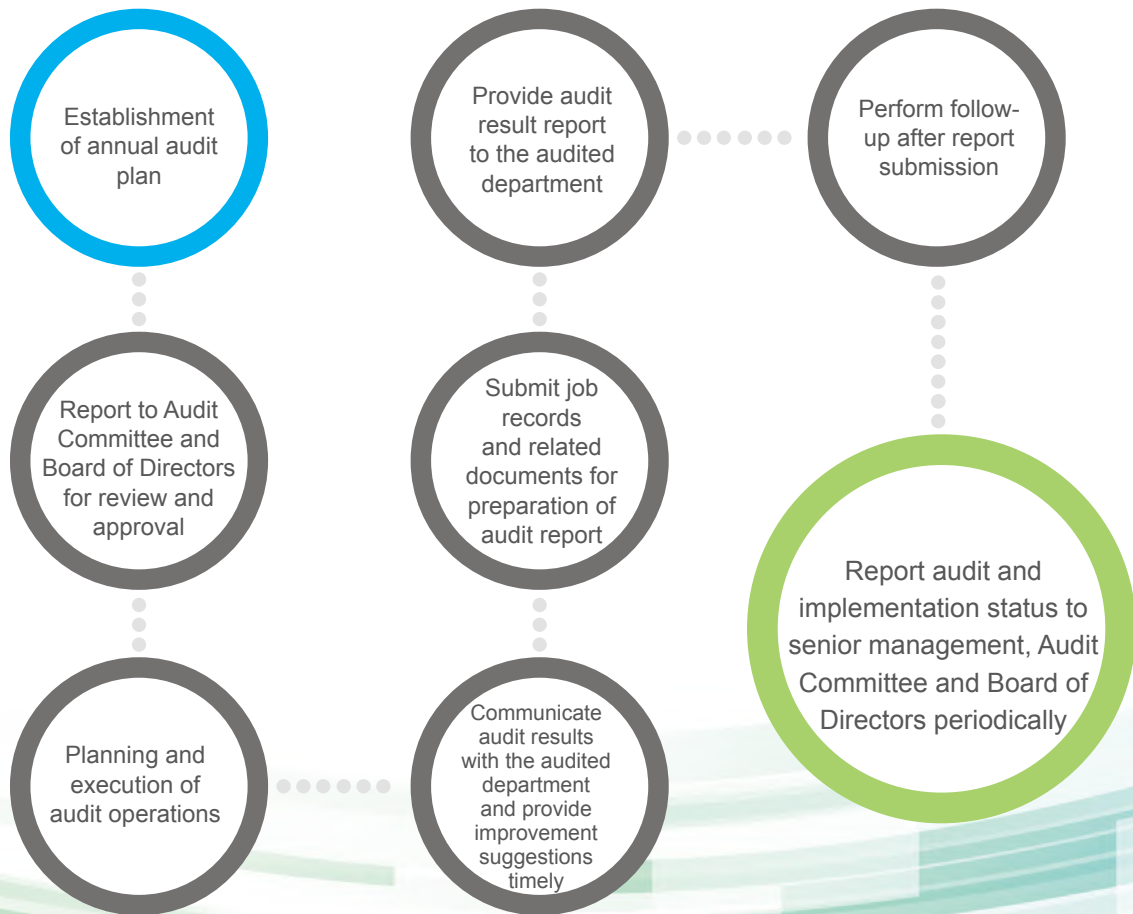 Establishment
of annual audit
plan
Report to Audit
Committee and
Board of Directors
for review and
approval
Planning and
execution of
audit operations
Communicate
audit results
with the audited
department
and provide
improvement
suggestions
timely
Submit job
records
and related
documents for
preparation of
audit report
Provide audit
result report
to the audited
department
Perform follow-
up after report
submission
Report audit and
implementation status to
senior management, Audit
Committee and Board of
Directors periodically